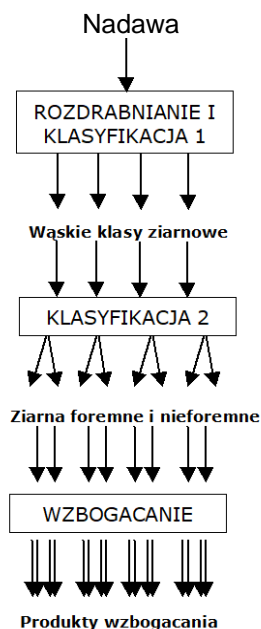 Nadawa
ROZDRABNIANIE I
KLASYFIKACJA 1
Wąskie klasy ziarnowe
KLASYFIKACJA 2
Ziarna foremne i nieforemne
WZBOGACANIE
Produkty wzbogacania